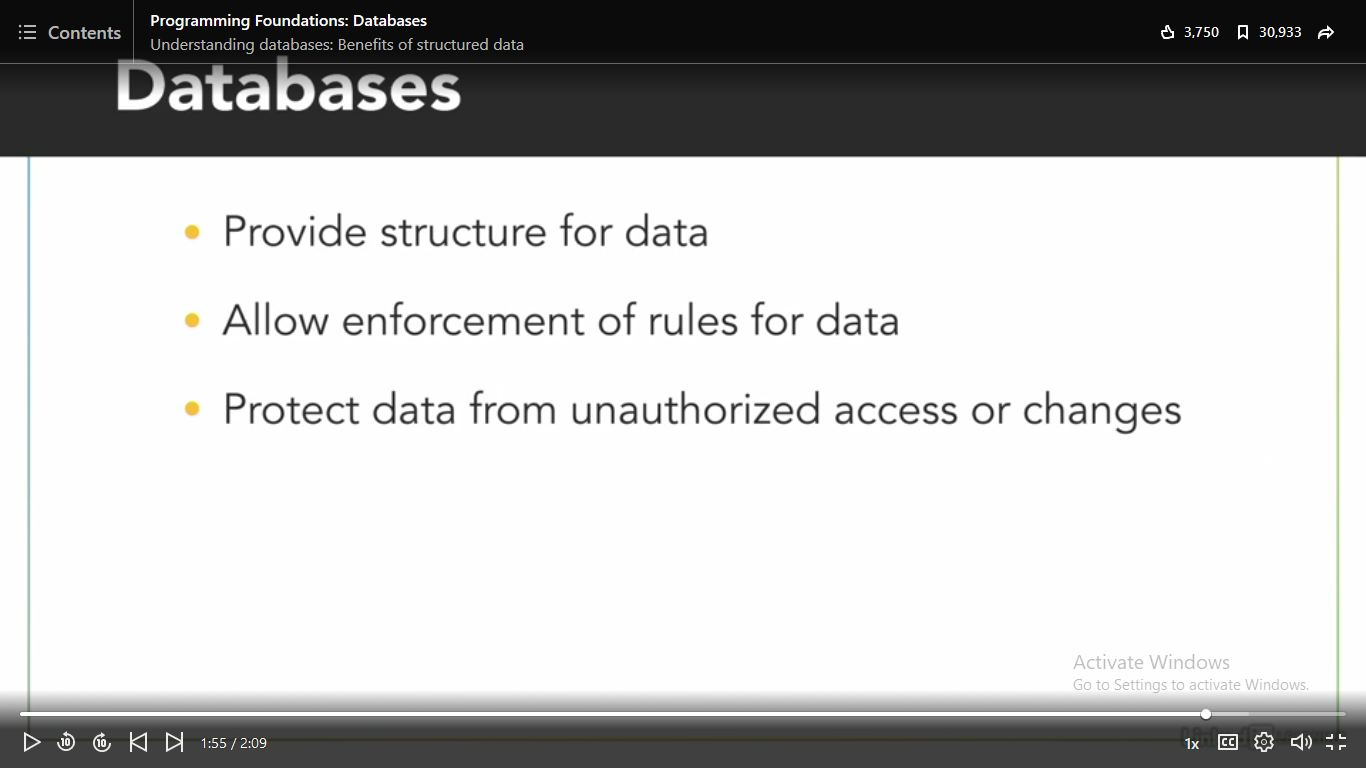 Contents
Programming Foundations: Databases
Understanding databases: Benefits of structured data
3,750
30,933
Databases
Provide structure for data
Allow enforcement of rules for data
Protect data from unauthorized access or changes
Activate Windows
Go to Settings to activate Windows.
10
10
1:55 / 2:09
1x
CC